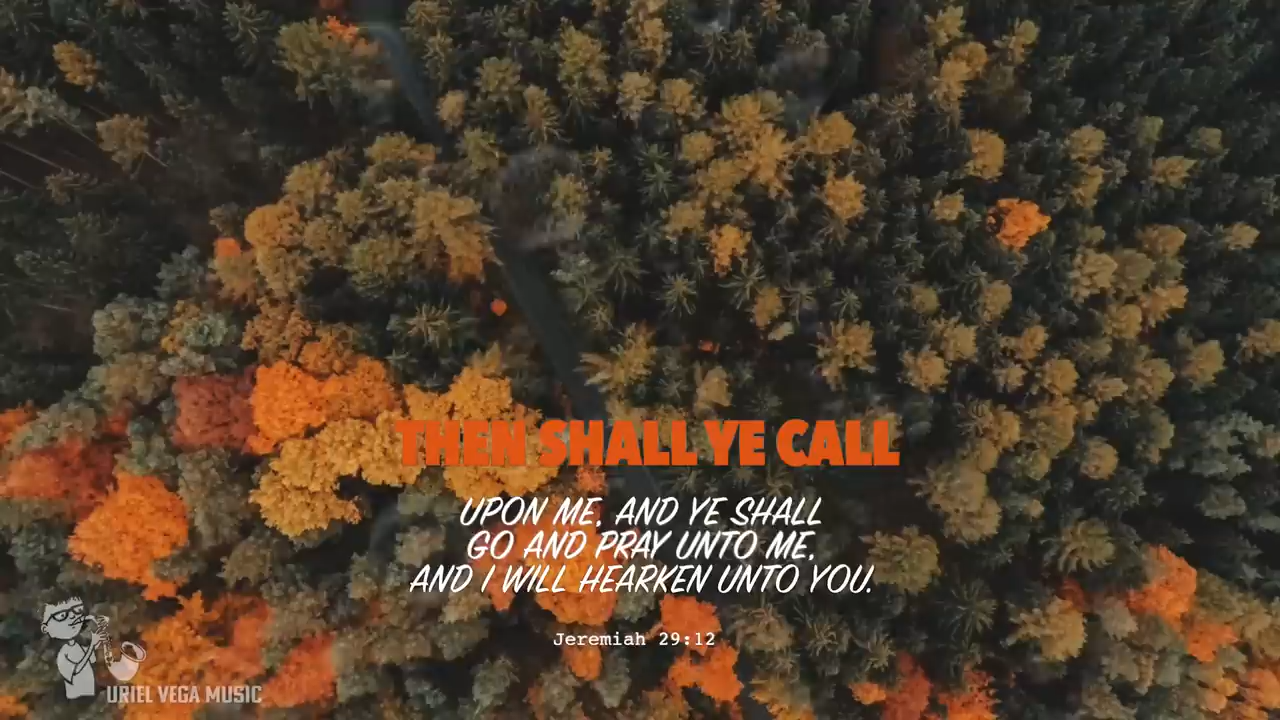 THEN SHALL YE CALL
UPON ME, AND YE SHALL
GO AND PRAY UNTO ME,
AND I WILL HEARKEN UNTO YOU.
Jeremiah 29:12
URIEL VEGA MUSIC